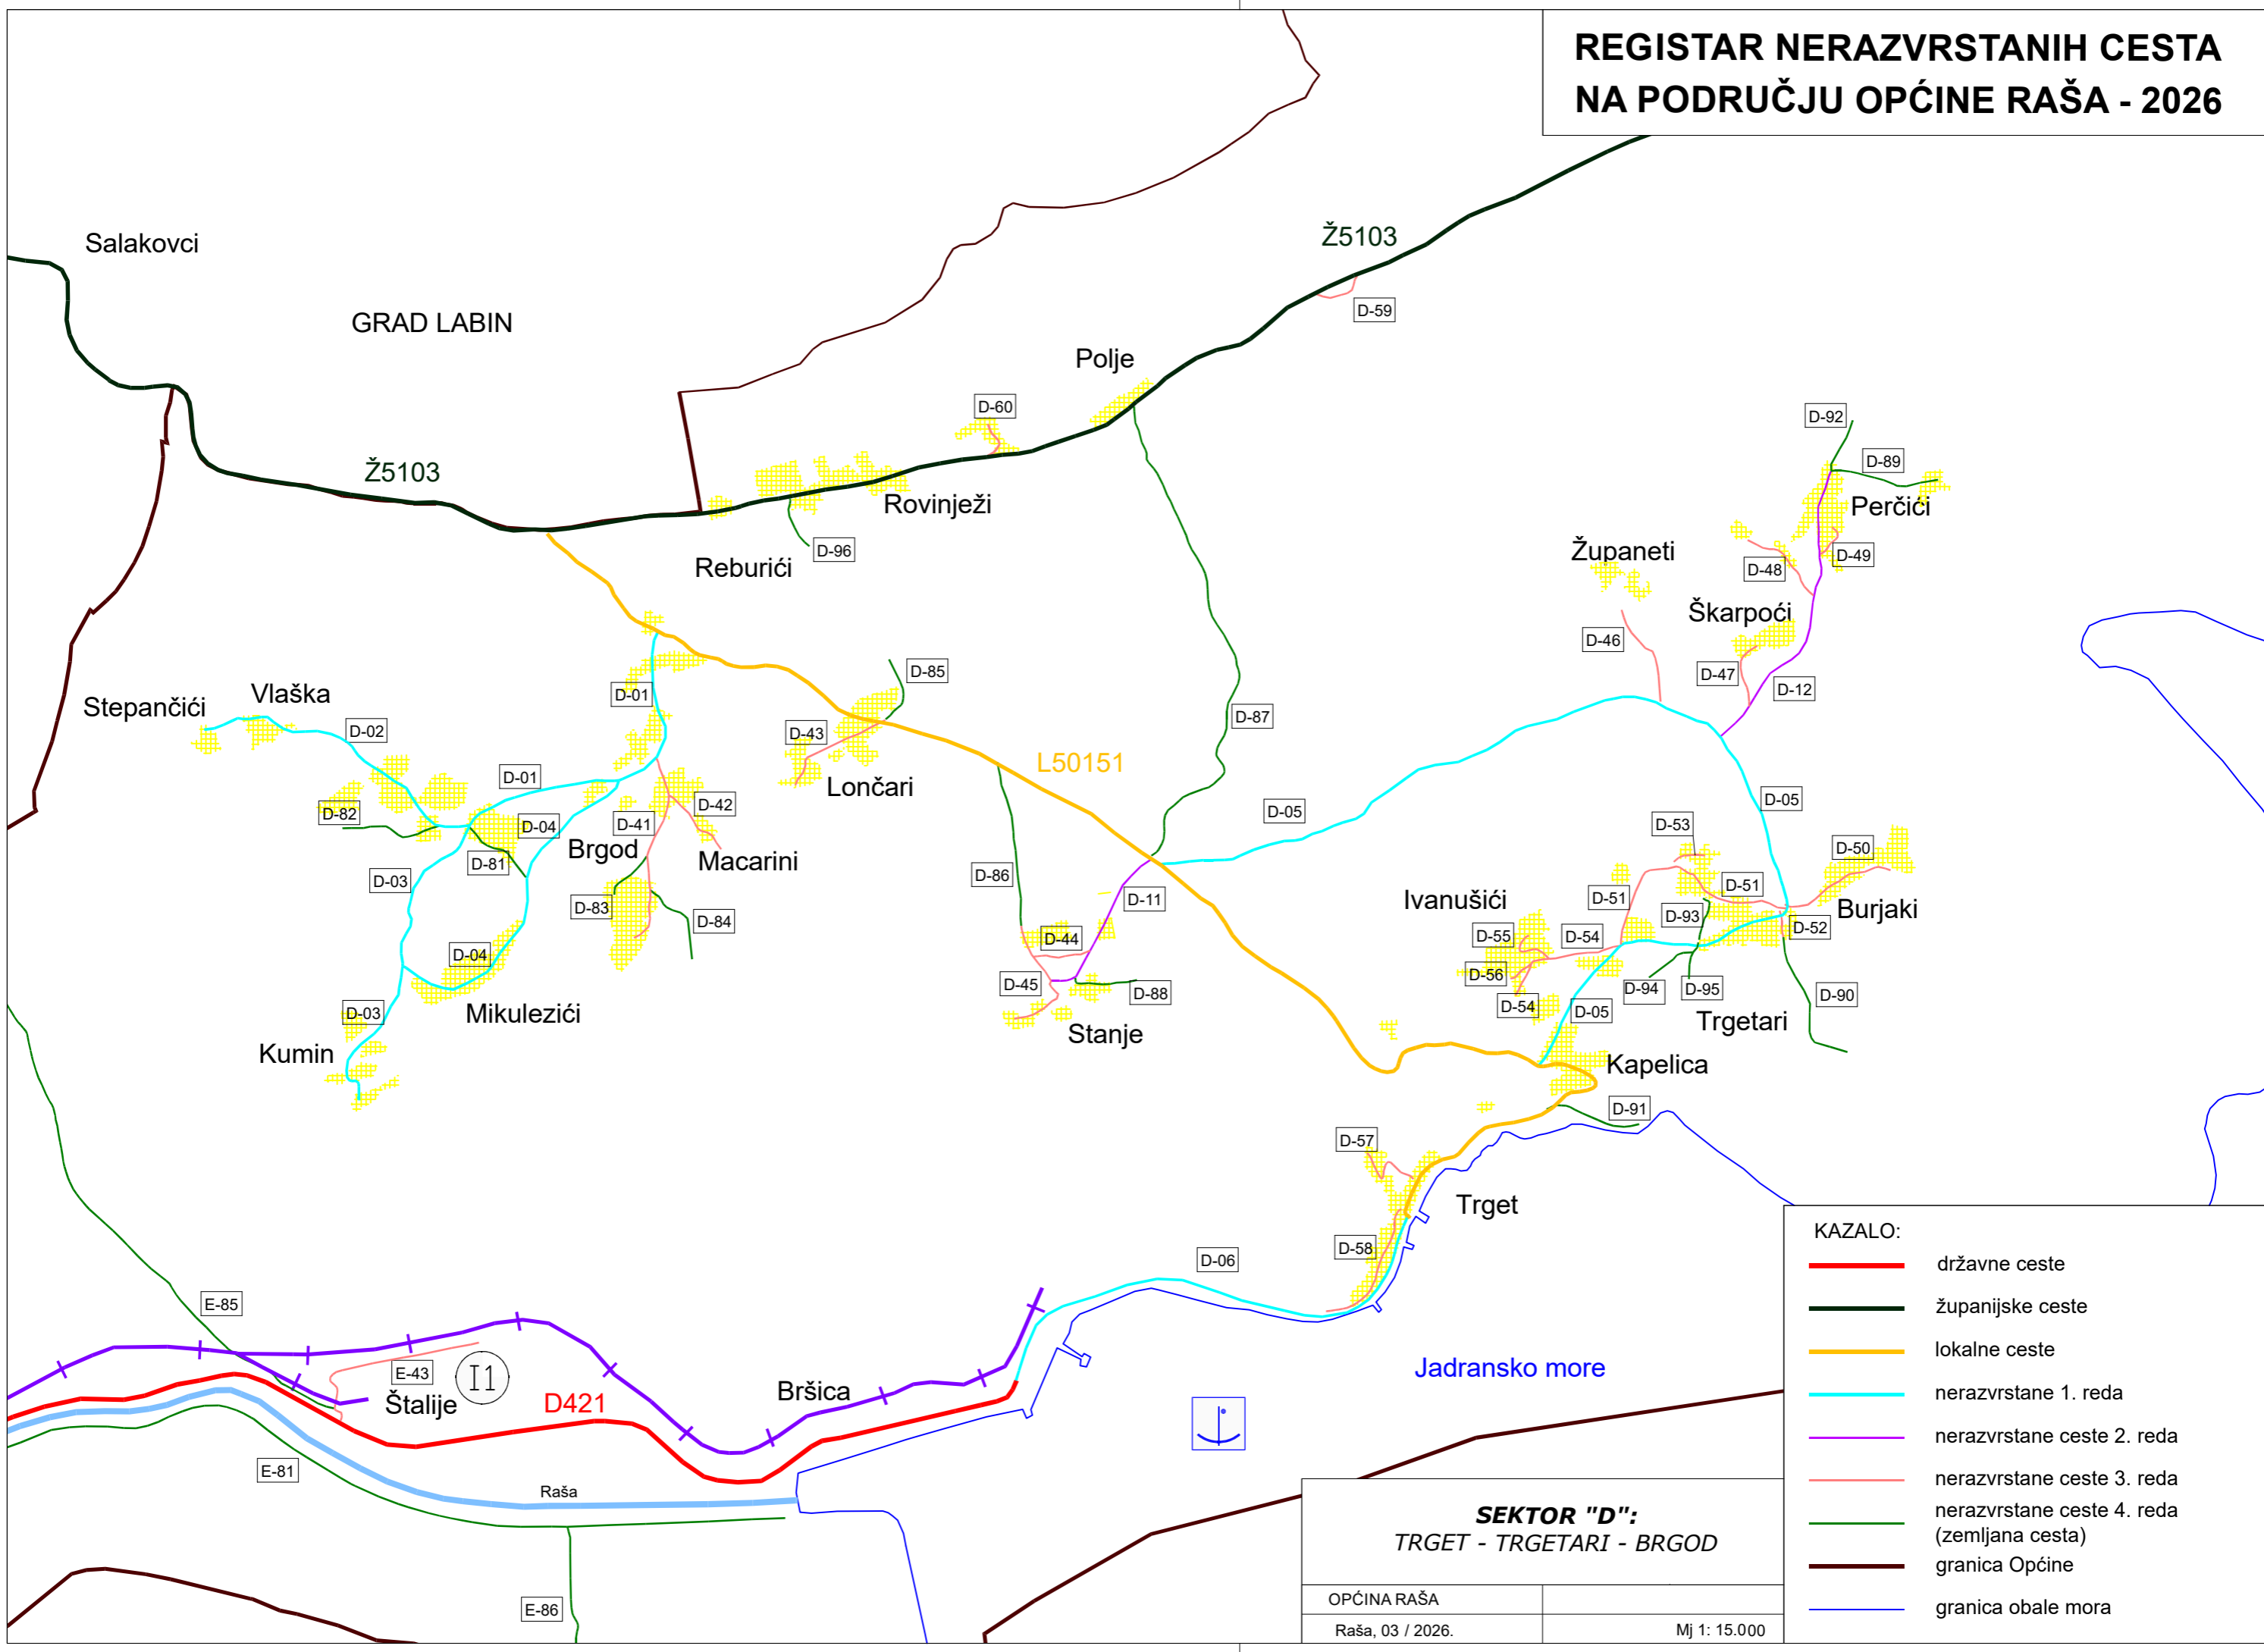 REGISTAR NERAZVRSTANIH CESTA
NA PODRUČJU OPĆINE RAŠA - 2026
Salakovci
Ž5103
D-59
GRAD LABIN
Polje
D-60
D-92
Ž5103
D-89
Rovinježi
Perčići
D-96
Reburići
Županeti
D-49
D-48
Škarpoći
D-46
D-85
D-47
D-12
Vlaška
D-01
Stepančići
D-02
D-43
D-87
L50151
D-01
Lončari
D-05
D-05
D-42
D-82
D-04
D-41
D-53
Brgod
D-81
Macarini
D-50
D-03
D-86
D-51
D-11
Ivanušići
D-51
D-83
D-84
D-93
Burjaki
D-52
D-44
D-55
D-54
D-04
D-56
D-45
D-88
D-94
D-95
D-90
D-03
Mikulezići
D-54
D-05
Trgetari
Stanje
Kumin
Kapelica
D-91
D-57
Trget
D-58
D-06
E-85
E-43
I1
Štalije
D421
Bršica
Jadransko more
E-81
Raša
E-86
KAZALO:
državne ceste
županijske ceste
lokalne ceste
nerazvrstane 1. reda
nerazvrstane ceste 2. reda
nerazvrstane ceste 3. reda
nerazvrstane ceste 4. reda
(zemljana cesta)
granica Općine
granica obale mora
SEKTOR "D":
TRGET - TRGETARI - BRGOD
OPĆINA RAŠA
Raša, 03 / 2026.
Mj 1: 15.000